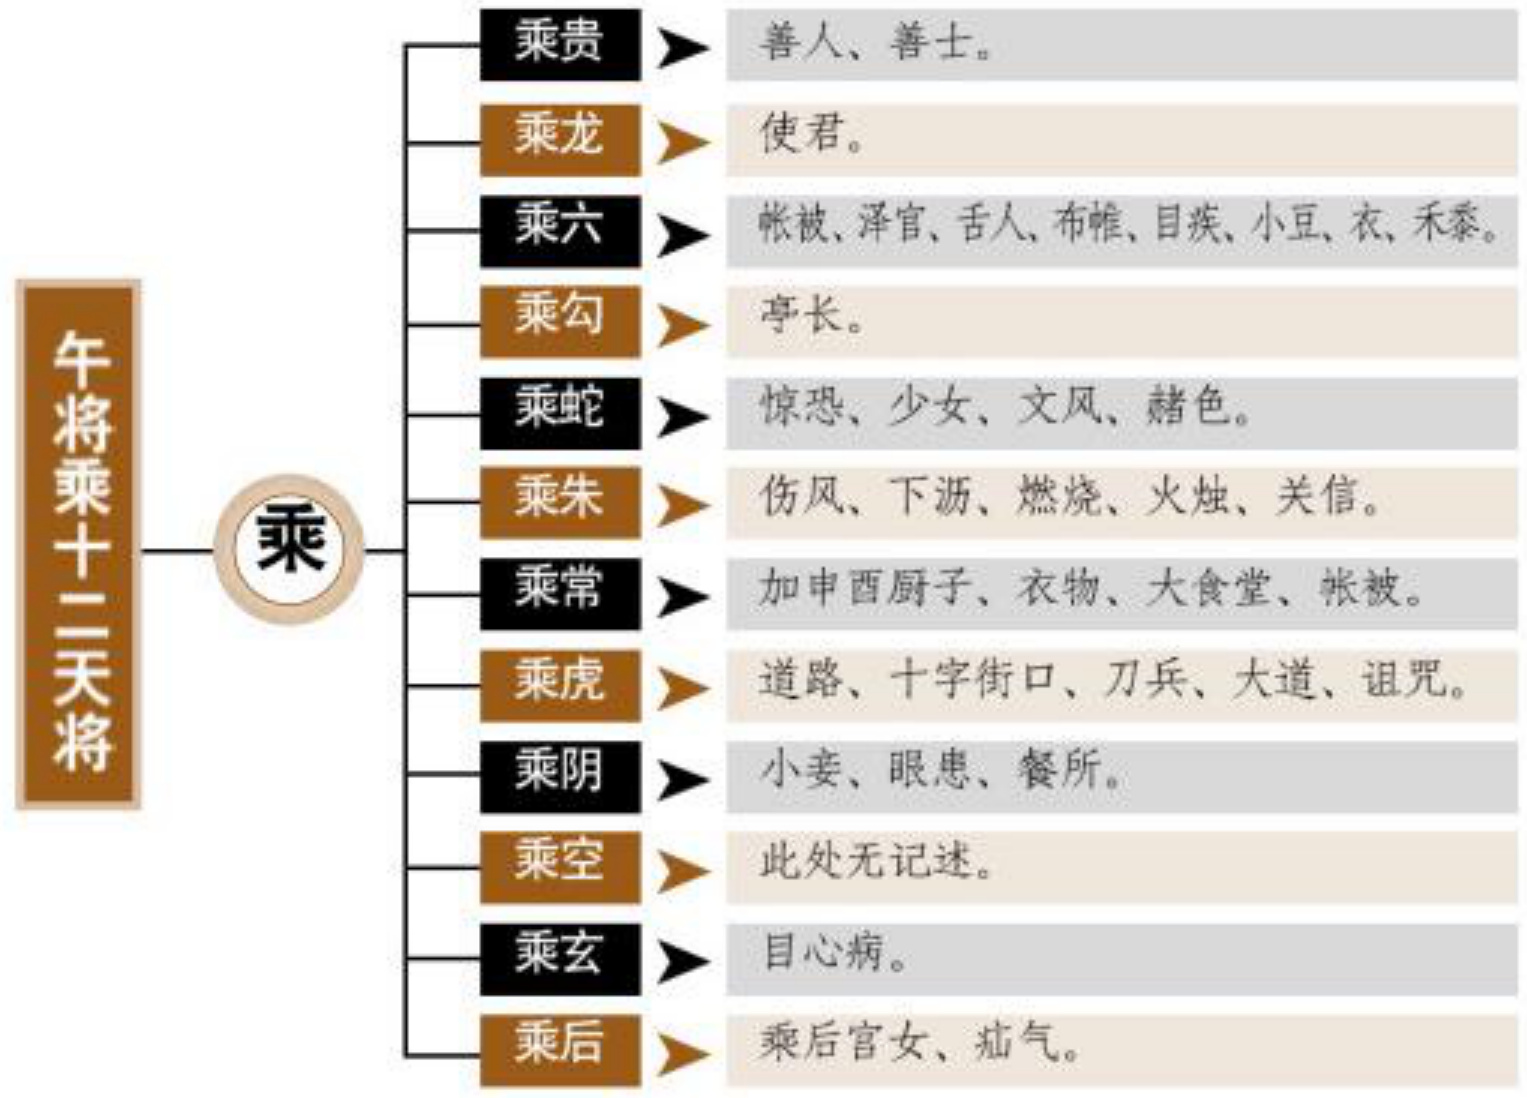 午将乘十二天将
乘
乘贵 善人、善士。
乘龙 使君。
乘六 帐被、泽官、舌人、布帷、目疾、小豆、衣、禾黍。
乘勾 亭长。
乘蛇 惊恐、少女、文风、赭色。
乘朱 伤风、下沥、燃烧、火烛、关信。
乘常 加申酉厨子、衣物、大食堂、帐被。
乘虎 道路、十字街口、刀兵、大道、诅咒。
乘阴 小妾、眼患、餐所。
乘空 此处无记述。
乘玄 目心病。
乘后 乘后宫女、疝气。